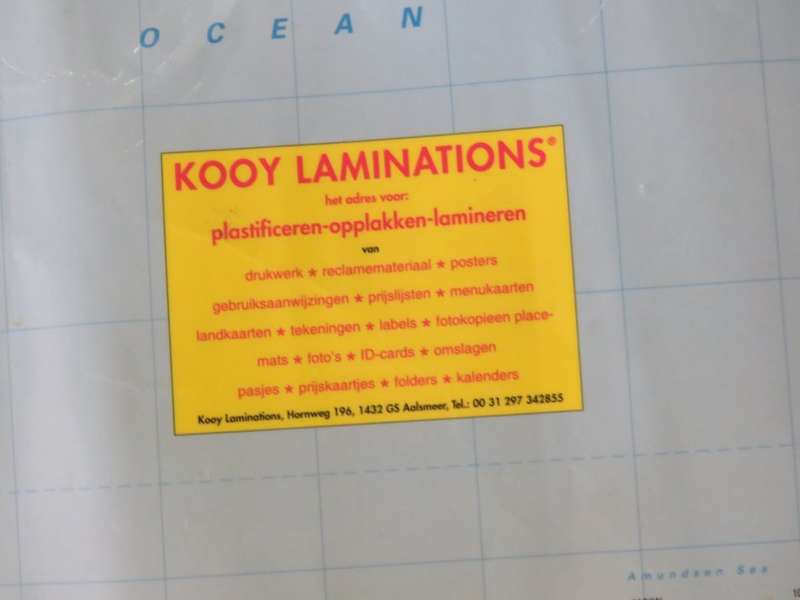 OCEAN
KOOY LAMINATIONS®
het adres voor:
plastificeren-opplakken-lamineren
van
drukwerk ★ reclamemateriaal ★ posters
gebruiksaanwijzingen ★ prijslijsten ★ menukaarten
landkaarten ★ tekeningen ★ labels ★ fotokopieen place-
mats ★ foto's ★ ID-cards ★ omslagen
pasjes ★ prijskaartjes ★ folders ★ kalenders
Kooy Laminations, Hornweg 196, 1432 GS Aalsmeer, Tel.: 00 31 297 342855
Amundsen Sea